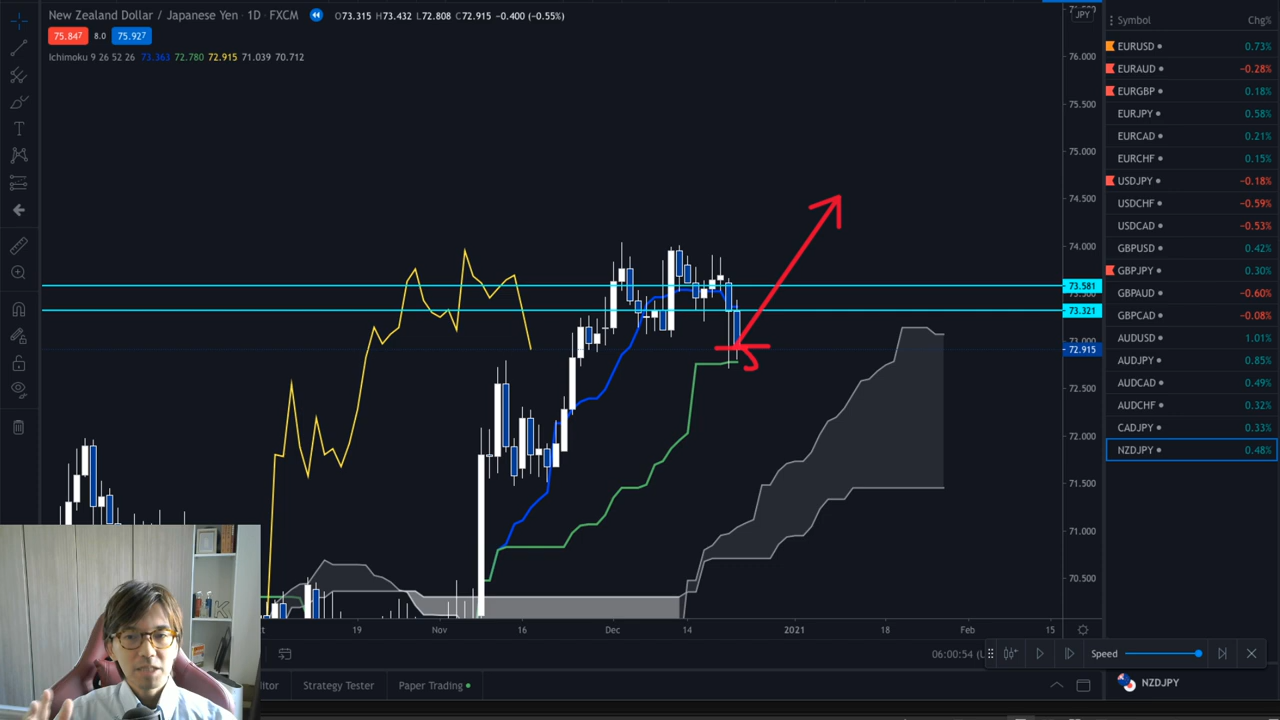 New Zealand Dollar / Japanese Yen · 1D · FXCM O73.315 H73.432 L72.808 C72.915 -0.400 (-0.55%)
75.847 8.0 75.927
Ichimoku 9 26 52 26 73.363 72.780 72.915 71.039 70.712
JPY
76.000
75.500
75.000
74.500
74.000
73.581
73.321
72.915
72.500
72.000
71.500
71.000
70.500
19 Nov 16 Dec 14 2021 18 Feb 15
06:00:54 (U
Speed
Strategy Tester Paper Trading
Symbol Chg%
EURUSD 0.73%
EURAUD −0.28%
EURGBP 0.18%
EURJPY 0.58%
EURCAD 0.21%
EURCHF 0.15%
USDJPY −0.18%
USDCHF −0.59%
USDCAD −0.53%
GBPUSD 0.42%
GBPJPY 0.30%
GBPAUD −0.60%
GBPCAD −0.08%
AUDUSD 1.01%
AUDJPY 0.85%
AUDCAD 0.49%
AUDCHF 0.32%
CADJPY 0.33%
NZDJPY 0.48%
NZDJPY